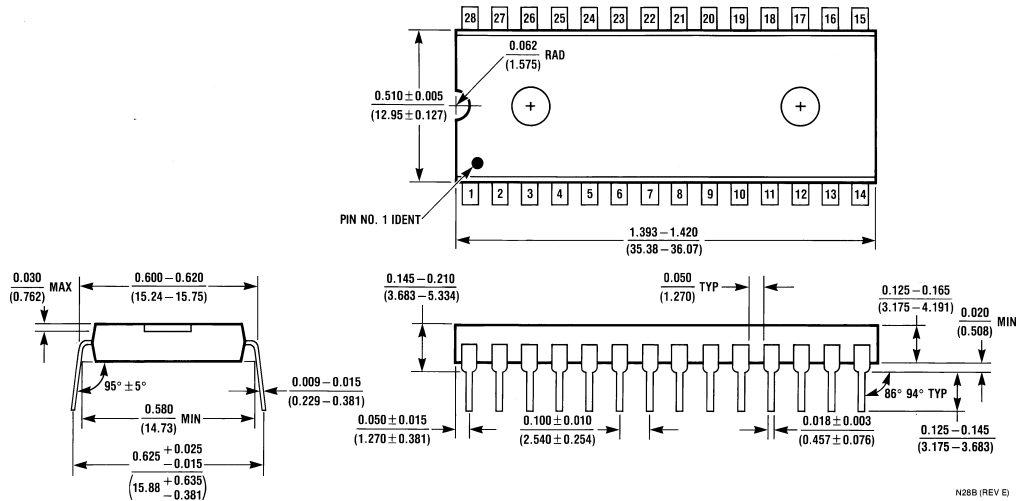 28 27 26 25 24 23 22 21 20 19 18 17 16 15
0.062
(1.575)
RAD
0.510 ± 0.005
(12.95 ± 0.127)
1 2 3 4 5 6 7 8 9 10 11 12 13 14
PIN NO. 1 IDENT
1.393 – 1.420
(35.38 – 36.07)
0.030
(0.762)
MAX
0.600 – 0.620
(15.24 – 15.75)
95° ± 5°
0.009 – 0.015
(0.229 – 0.381)
0.580
(14.73)
MIN
0.625 + 0.025
– 0.015
(15.88 + 0.635
– 0.381)
0.145 – 0.210
(3.683 – 5.334)
0.050
(1.270)
TYP
0.125 – 0.165
(3.175 – 4.191)
0.020
(0.508)
MIN
86° 94° TYP
0.050 ± 0.015
(1.270 ± 0.381)
0.100 ± 0.010
(2.540 ± 0.254)
0.018 ± 0.003
(0.457 ± 0.076)
0.125 – 0.145
(3.175 – 3.683)
N28B (REV E)